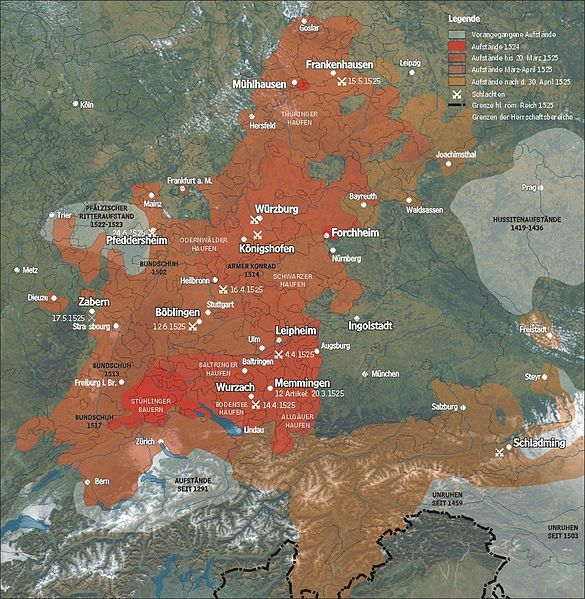 Legende
Vorangegangene Aufstände
Aufstände 1524
Aufstände bis 20. März 1525
Aufstände März-April 1525
Aufstände nach d. 30. April 1525
Schlachten
Grenze hl. röm. Reich 1525
Grenzen der Herrschaftsbereiche
Goslar
Frankenhausen
15.5.1525
Leipzig
Mühlhausen
Köln
THÜRINGER
HAUFEN
Hersfeld
Joachimsthal
Frankfurt a. M.
Mainz
Prag
Bayreuth
Waldsassen
PFÄLZISCHER
RITTERAUFSTAND
1522-1523
Trier
24.6.1525
Pfeddersheim
Würzburg
HUSSITENAUFSTÄNDE
1419-1436
ODERNWÄLDER
HAUFEN
Königshofen
Forchheim
Nürnberg
BUNDSCHUH
1502
ARMER KONRAD
1514
SCHWARZER
HAUFEN
Metz
Heilbronn
16.4.1525
Dieuze
Zabern
17.5.1525
Strassbourg
Böblingen
Stuttgart
12.6.1525
Ingolstadt
Freistadt
Leipheim
Ulm
4.4.1525
Augsburg
BUNDSCHUH
1513
Freiburg i. Br.
BALTRINGER
HAUFEN
Baltringen
München
Steyr
Memmingen
12 Artikel: 20.3.1525
STÜHLINGER
BAUERN
Wurzach
BODENSEE
HAUFEN
14.4.1525
Salzburg
BUNDSCHUH
1517
ALLGÄUER
HAUFEN
Lindau
Zürich
Schladming
Bern
AUFSTÄNDE
SEIT 1291
UNRUHEN
SEIT 1459
UNRUHEN
SEIT 1503